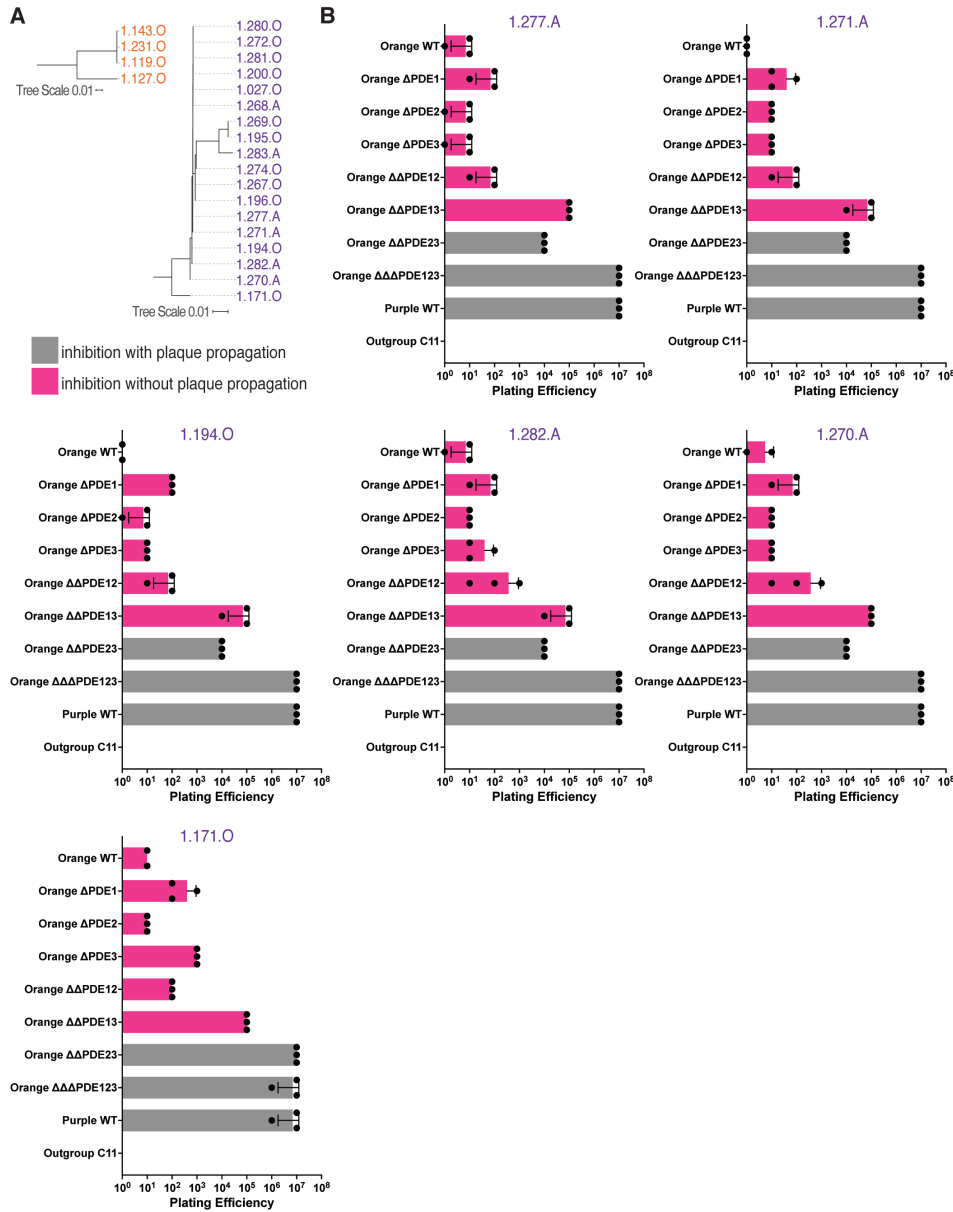 A
1.143.O
1.231.O
1.119.O
1.127.O
Tree Scale 0.01
1.280.O
1.272.O
1.281.O
1.200.O
1.027.O
1.268.A
1.269.O
1.195.O
1.283.A
1.274.O
1.267.O
1.196.O
1.277.A
1.271.A
1.194.O
1.282.A
1.270.A
1.171.O
Tree Scale 0.01
inhibition with plaque propagation
inhibition without plaque propagation
B
1.277.A
Orange WT
Orange ΔPDE1
Orange ΔPDE2
Orange ΔPDE3
Orange ΔΔPDE12
Orange ΔΔPDE13
Orange ΔΔPDE23
Orange ΔΔΔPDE123
Purple WT
Outgroup C11
10⁰ 10¹ 10² 10³ 10⁴ 10⁵ 10⁶ 10⁷ 10⁸
Plating Efficiency
1.271.A
Orange WT
Orange ΔPDE1
Orange ΔPDE2
Orange ΔPDE3
Orange ΔΔPDE12
Orange ΔΔPDE13
Orange ΔΔPDE23
Orange ΔΔΔPDE123
Purple WT
Outgroup C11
10⁰ 10¹ 10² 10³ 10⁴ 10⁵ 10⁶ 10⁷ 10⁸
Plating Efficiency
1.194.O
Orange WT
Orange ΔPDE1
Orange ΔPDE2
Orange ΔPDE3
Orange ΔΔPDE12
Orange ΔΔPDE13
Orange ΔΔPDE23
Orange ΔΔΔPDE123
Purple WT
Outgroup C11
10⁰ 10¹ 10² 10³ 10⁴ 10⁵ 10⁶ 10⁷ 10⁸
Plating Efficiency
1.282.A
Orange WT
Orange ΔPDE1
Orange ΔPDE2
Orange ΔPDE3
Orange ΔΔPDE12
Orange ΔΔPDE13
Orange ΔΔPDE23
Orange ΔΔΔPDE123
Purple WT
Outgroup C11
10⁰ 10¹ 10² 10³ 10⁴ 10⁵ 10⁶ 10⁷ 10⁸
Plating Efficiency
1.270.A
Orange WT
Orange ΔPDE1
Orange ΔPDE2
Orange ΔPDE3
Orange ΔΔPDE12
Orange ΔΔPDE13
Orange ΔΔPDE23
Orange ΔΔΔPDE123
Purple WT
Outgroup C11
10⁰ 10¹ 10² 10³ 10⁴ 10⁵ 10⁶ 10⁷ 10⁸
Plating Efficiency
1.171.O
Orange WT
Orange ΔPDE1
Orange ΔPDE2
Orange ΔPDE3
Orange ΔΔPDE12
Orange ΔΔPDE13
Orange ΔΔPDE23
Orange ΔΔΔPDE123
Purple WT
Outgroup C11
10⁰ 10¹ 10² 10³ 10⁴ 10⁵ 10⁶ 10⁷ 10⁸
Plating Efficiency